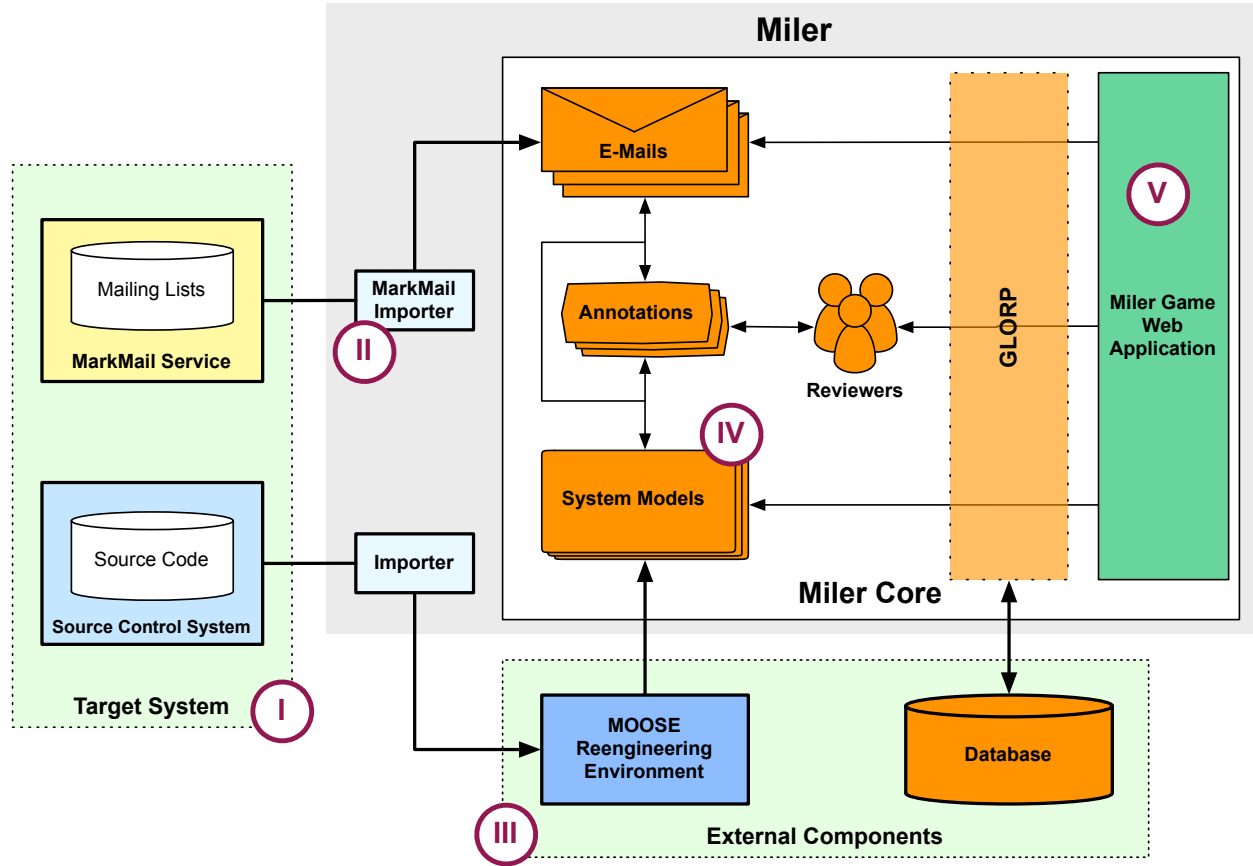 Miler
E-Mails
V
Mailing Lists
MarkMail Service
MarkMail
Importer
II
Annotations
Reviewers
GLORP
Miler Game
Web
Application
IV
System Models
Source Code
Source Control System
Importer
Miler Core
Target System
I
MOOSE
Reengineering
Environment
Database
III
External Components